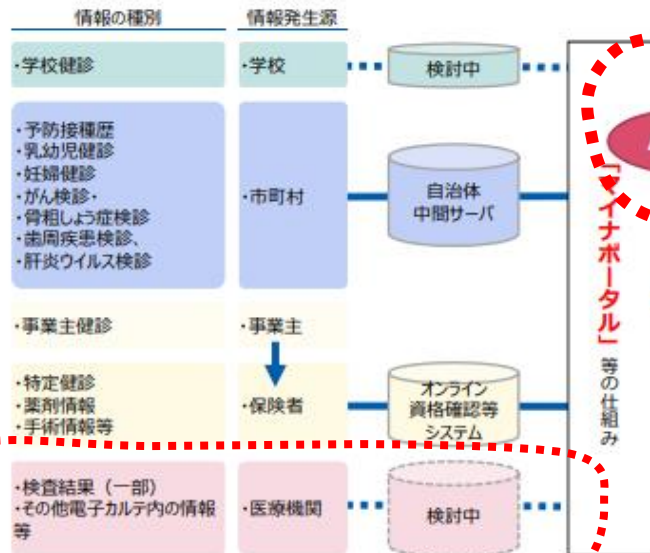 情報の種別
情報発生源
・学校健診
・学校
検討中
・予防接種歴
・乳幼児健診
・妊婦健診
・がん検診・
・骨粗しょう症検診
・歯周疾患検診、
・肝炎ウイルス検診
・市町村
自治体
中間サーバ
・事業主健診
・事業主
・特定健診
・薬剤情報
・手術情報等
・保険者
オンライン
資格確認等
システム
・検査結果（一部）
・その他電子カルテ内の情報
等
・医療機関
検討中
「マイナポータル」等の仕組み